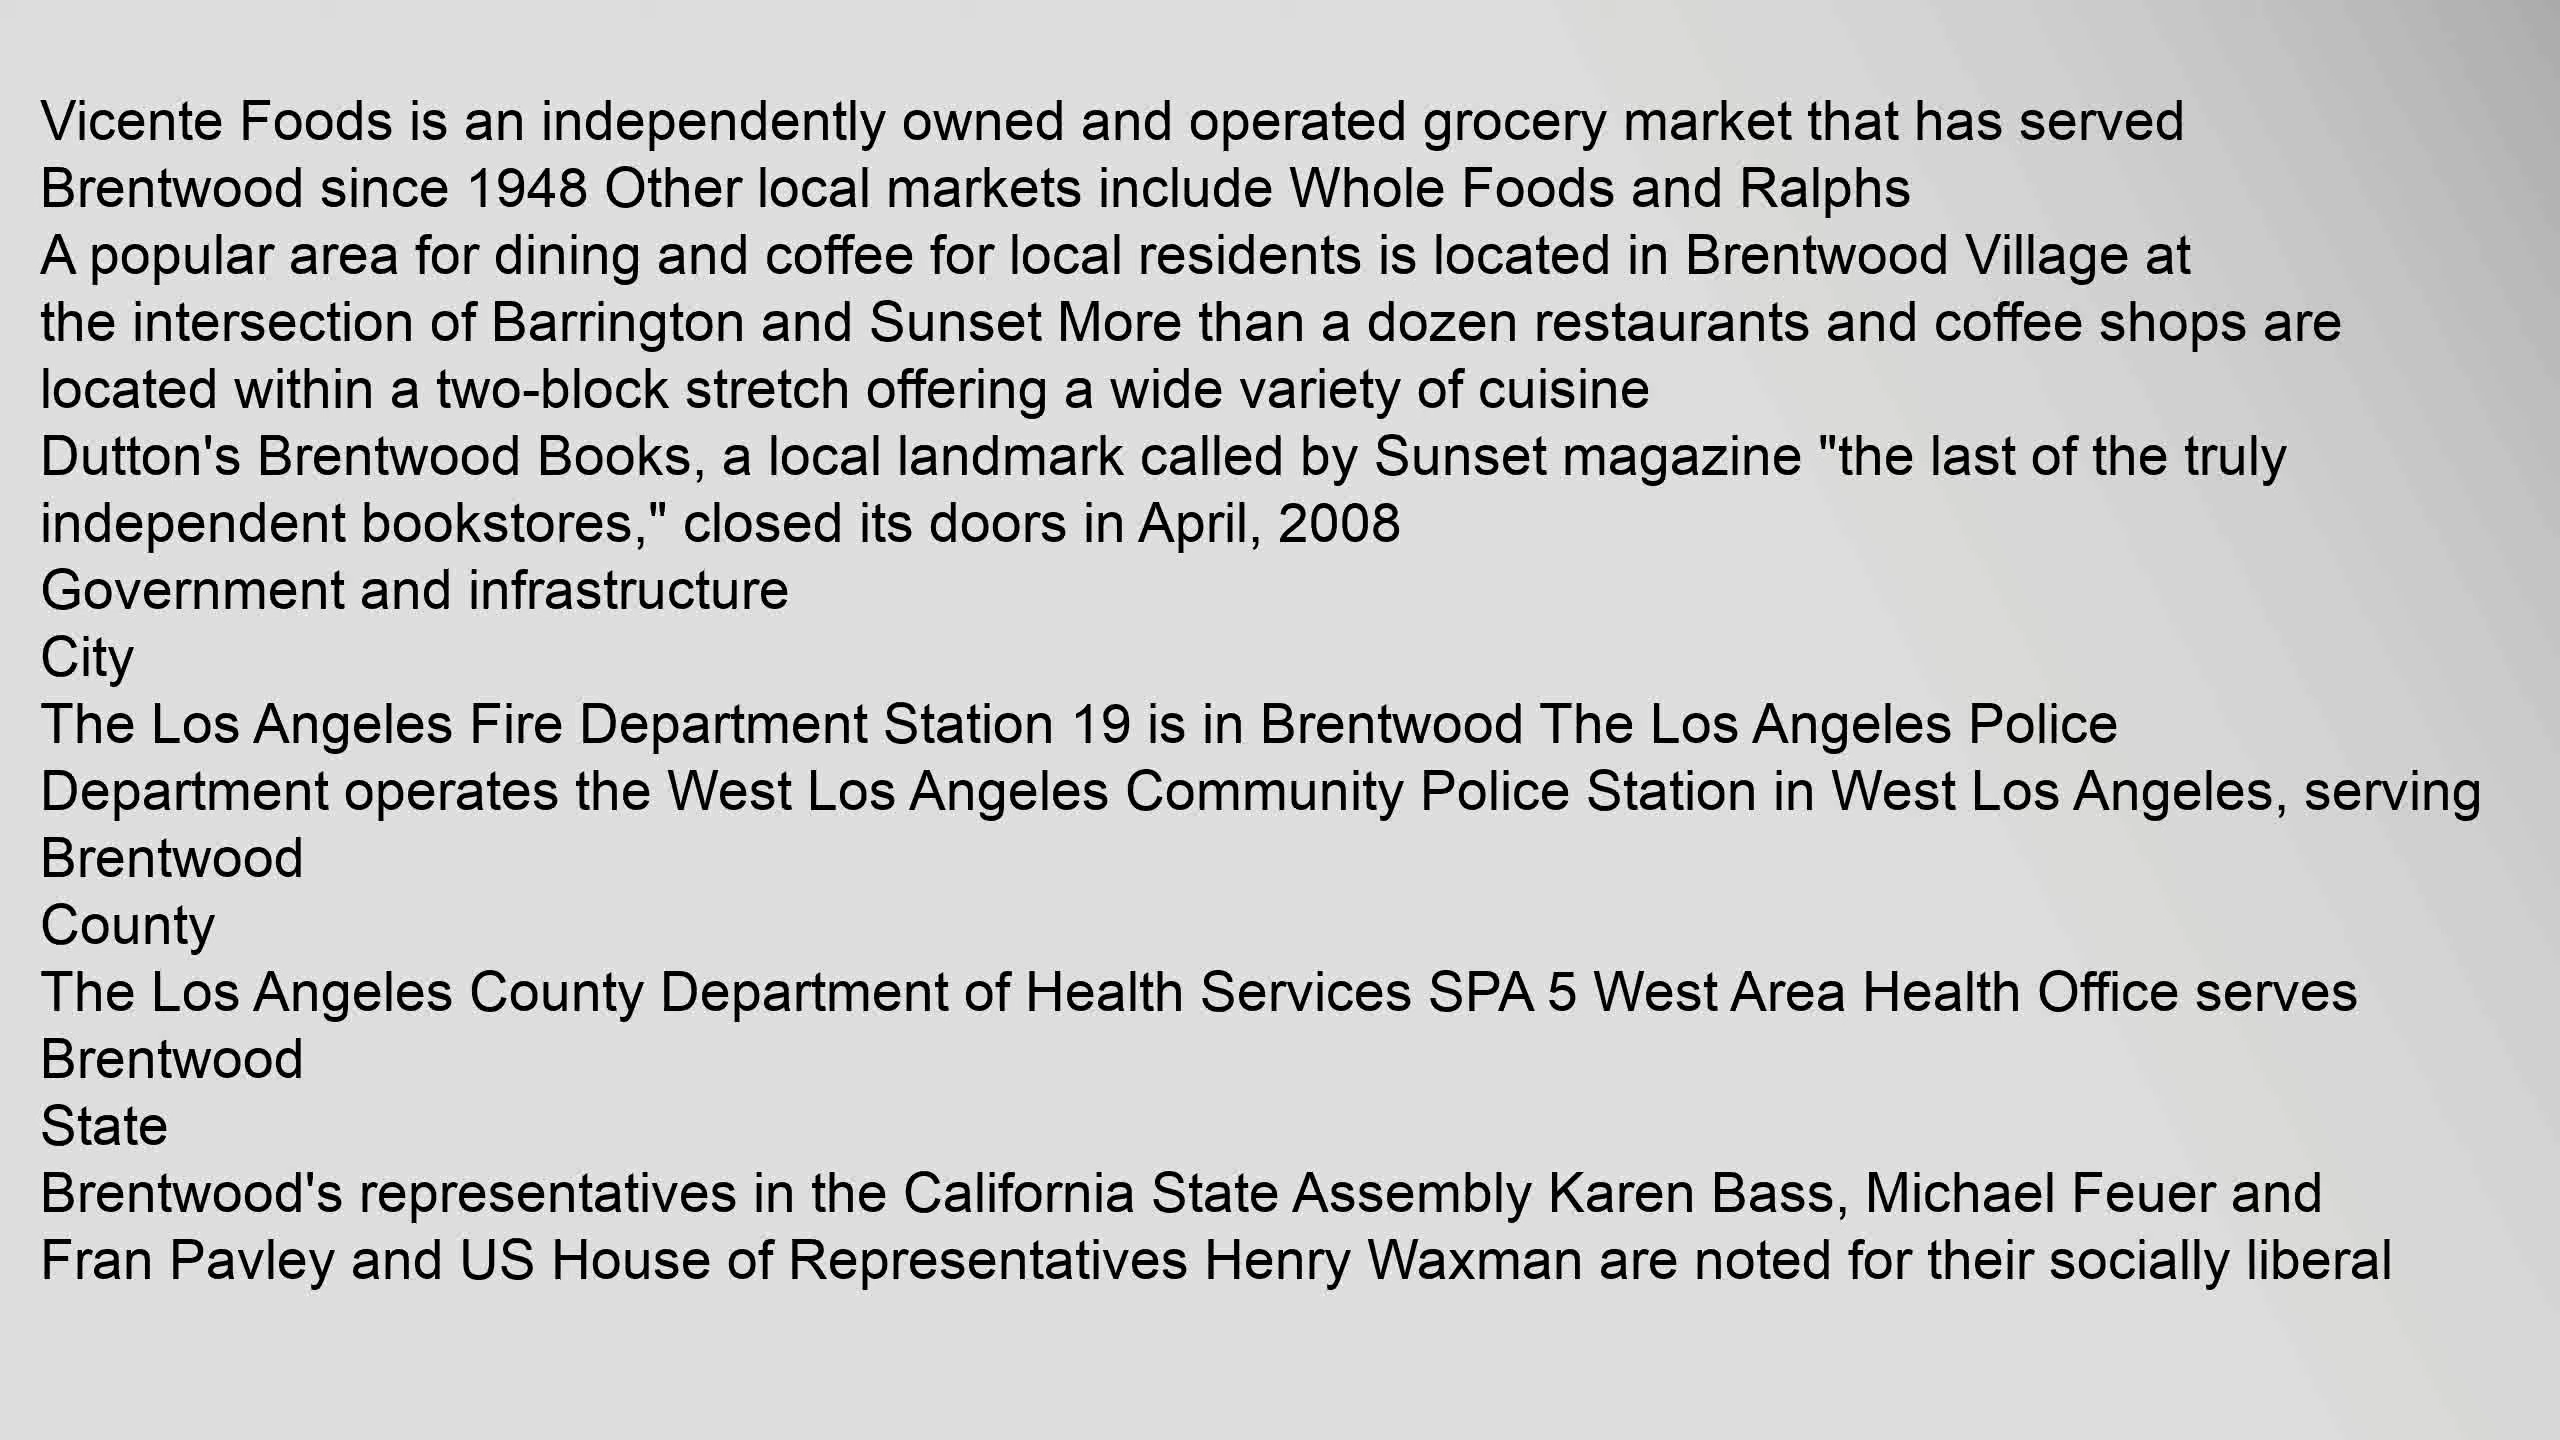 Vicente Foods is an independently owned and operated grocery market that has served
Brentwood since 1948 Other local markets include Whole Foods and Ralphs
A popular area for dining and coffee for local residents is located in Brentwood Village at
the intersection of Barrington and Sunset More than a dozen restaurants and coffee shops are
located within a two-block stretch offering a wide variety of cuisine
Dutton's Brentwood Books, a local landmark called by Sunset magazine "the last of the truly
independent bookstores," closed its doors in April, 2008
Government and infrastructure
City
The Los Angeles Fire Department Station 19 is in Brentwood The Los Angeles Police
Department operates the West Los Angeles Community Police Station in West Los Angeles, serving
Brentwood
County
The Los Angeles County Department of Health Services SPA 5 West Area Health Office serves
Brentwood
State
Brentwood's representatives in the California State Assembly Karen Bass, Michael Feuer and
Fran Pavley and US House of Representatives Henry Waxman are noted for their socially liberal